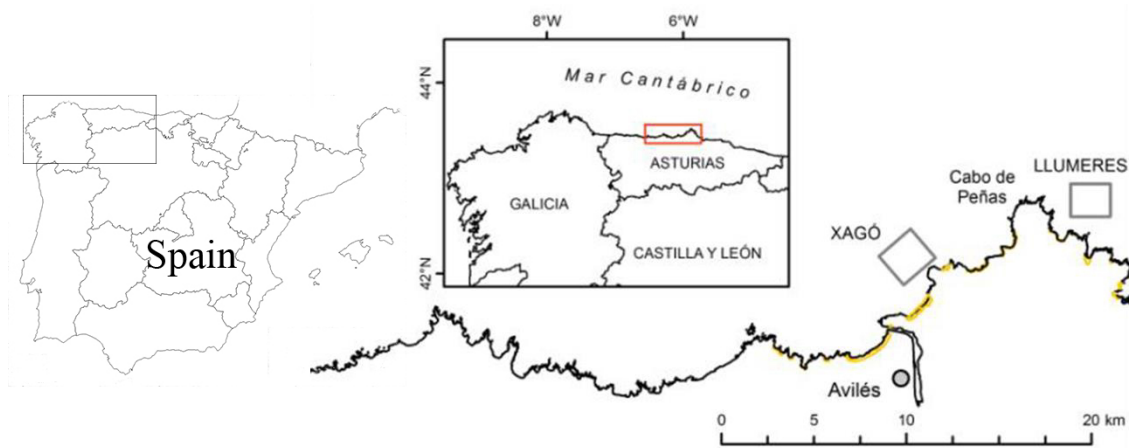 8°W
6°W
44°N
42°N
Mar Cantábrico
ASTURIAS
GALICIA
CASTILLA Y LEÓN
Spain
LLUMERES
Cabo de
Peñas
XAGÓ
Avilés
0
5
10
20 km